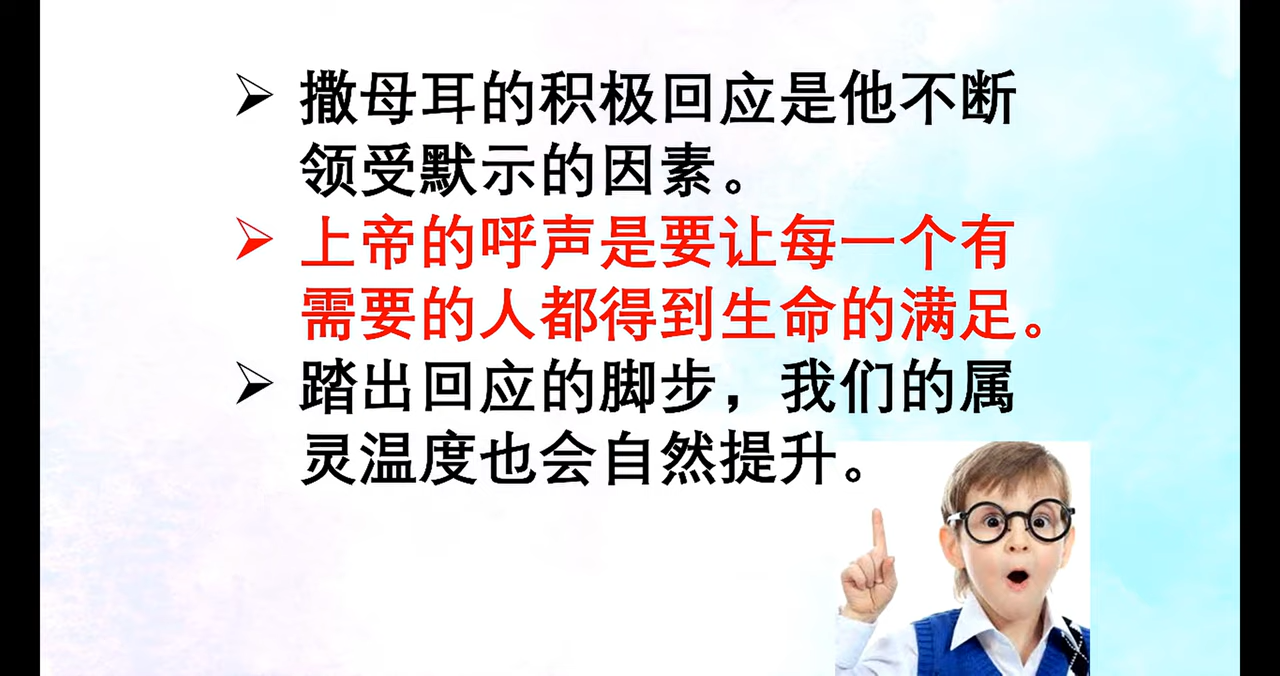 ➢ 撒母耳的积极回应是他不断
领受默示的因素。
➢ 上帝的呼声是要让每一个有
需要的人都得到生命的满足。
➢ 踏出回应的脚步，我们的属
灵温度也会自然提升。